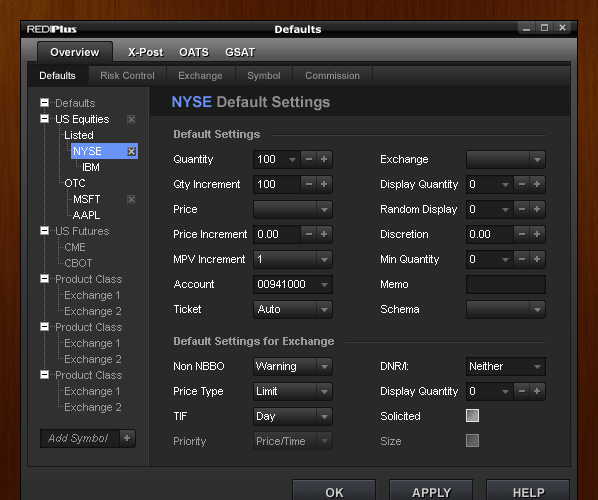 REDIPlus
Defaults
Overview X-Post OATS GSAT
Defaults Risk Control Exchange Symbol Commission
Defaults
US Equities
Listed
NYSE
IBM
OTC
MSFT
AAPL
US Futures
CME
CBOT
Product Class
Exchange 1
Exchange 2
Product Class
Exchange 1
Exchange 2
Product Class
Exchange 1
Exchange 2
Add Symbol +
NYSE Default Settings
Default Settings
Quantity 100 Exchange
Qty Increment 100 Display Quantity 0
Price Random Display 0
Price Increment 0.00 Discretion 0.00
MPV Increment 1 Min Quantity 0
Account 00941000 Memo
Ticket Auto Schema
Default Settings for Exchange
Non NBBO Warning DNR/I: Neither
Price Type Limit Display Quantity 0
TIF Day Solicited
Priority Price/Time Size
OK APPLY HELP